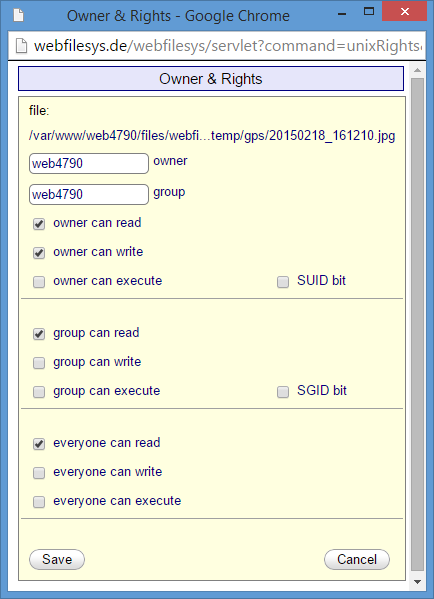 Owner & Rights - Google Chrome
webfilesys.de/webfilesys/servlet?command=unixRights
Owner & Rights
file:
/var/www/web4790/files/webfi...temp/gps/20150218_161210.jpg
web4790 owner
web4790 group
owner can read
owner can write
owner can execute SUID bit
group can read
group can write
group can execute SGID bit
everyone can read
everyone can write
everyone can execute
Save Cancel